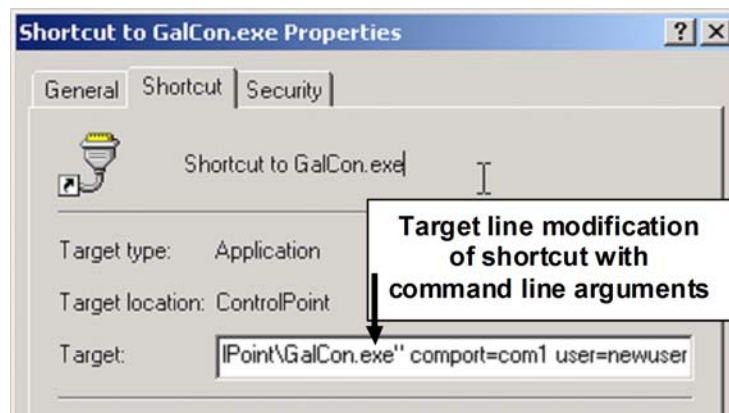 Shortcut to GalCon.exe Properties
General Shortcut Security
Shortcut to GalCon.exe
Target line modification
of shortcut with
command line arguments
Target type: Application
Target location: ControlPoint
Target: lPoint\GalCon.exe" comport=com1 user=newuser